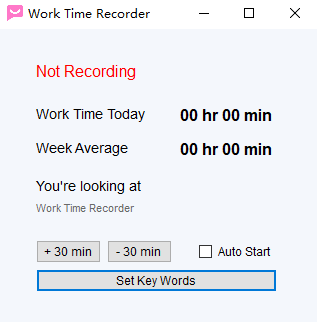 Work Time Recorder
Not Recording
Work Time Today 00 hr 00 min
Week Average 00 hr 00 min
You're looking at
Work Time Recorder
+ 30 min - 30 min Auto Start
Set Key Words